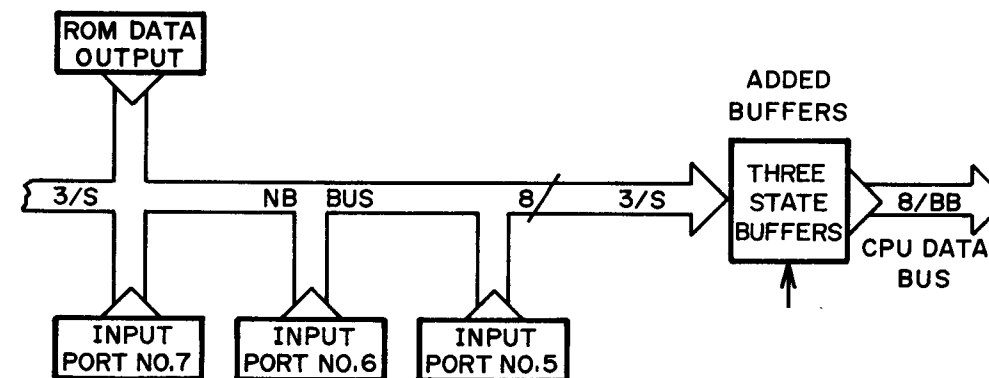 ROM DATA
OUTPUT
ADDED
BUFFERS
3/S
NB BUS
8
3/S
THREE
STATE
BUFFERS
8/BB
CPU DATA
BUS
INPUT
PORT NO.7
INPUT
PORT NO.6
INPUT
PORT NO.5